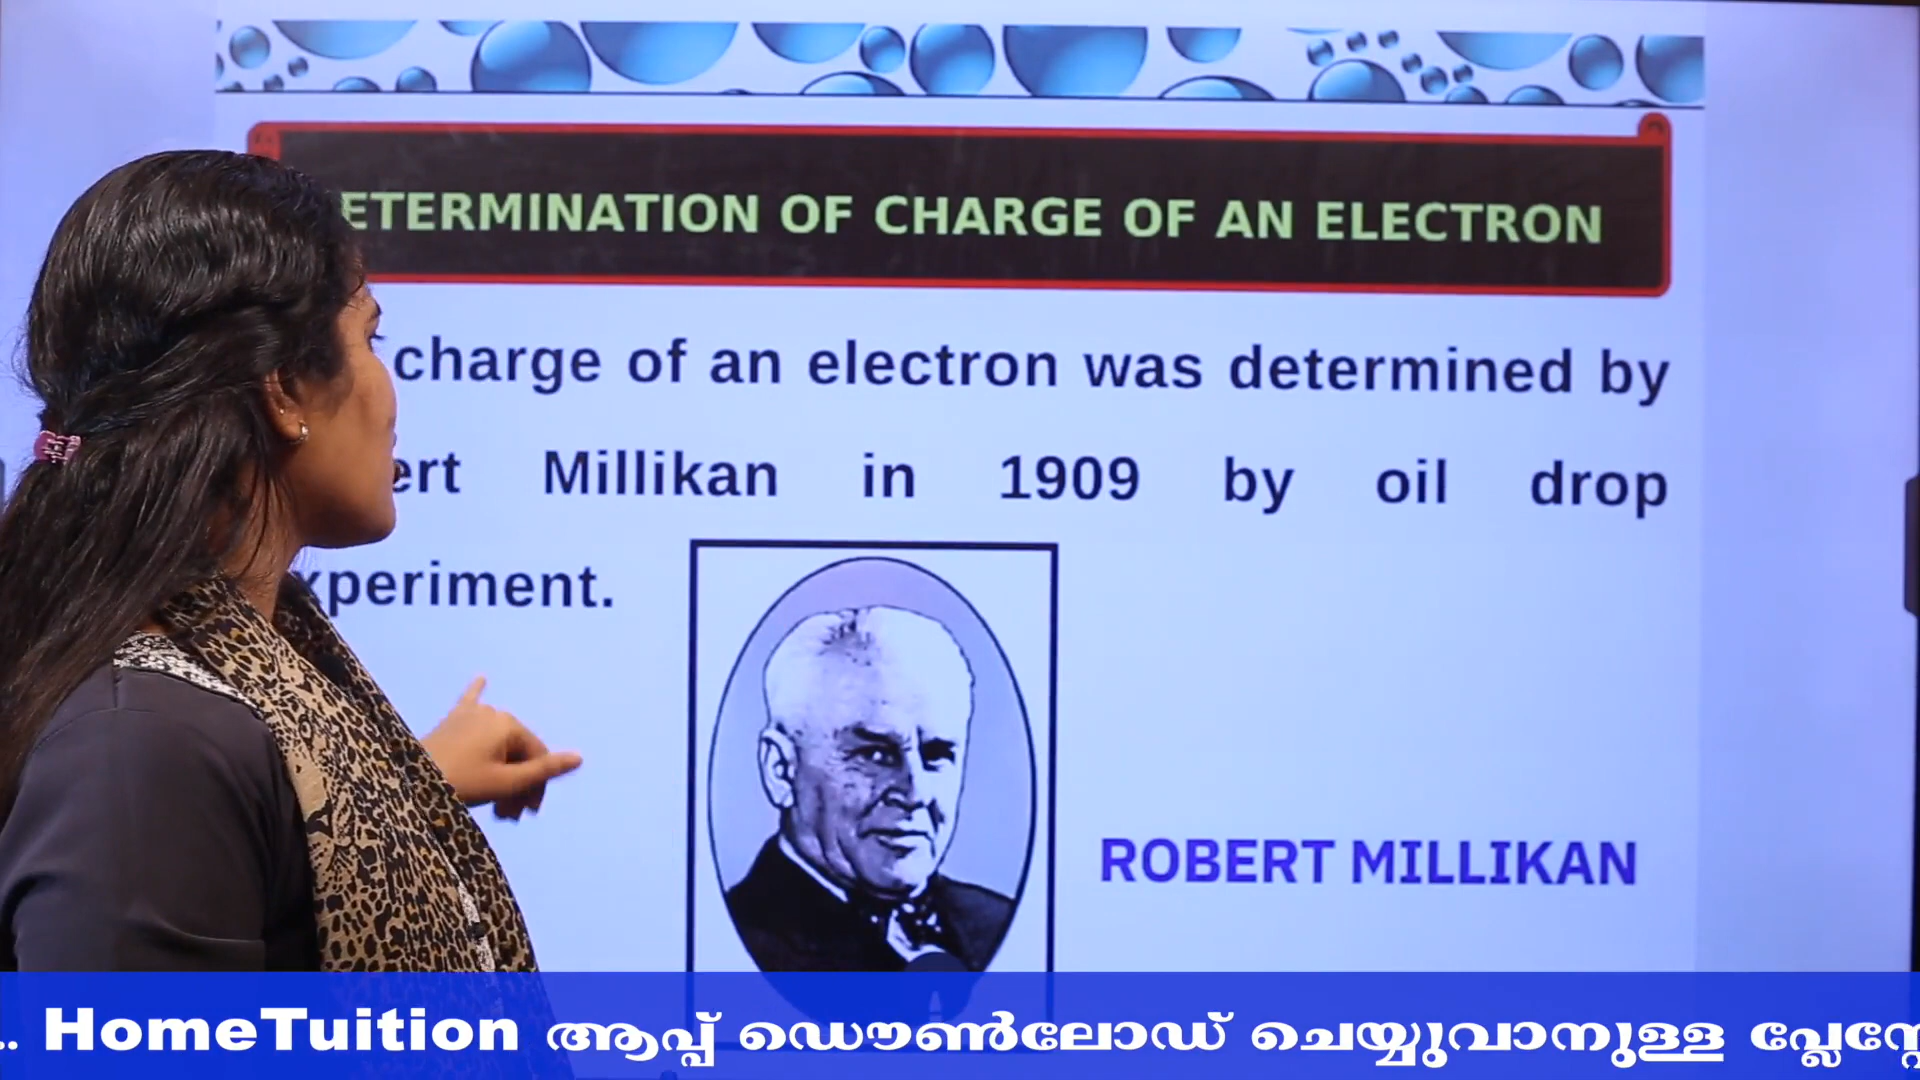 ETERMINATION OF CHARGE OF AN ELECTRON
charge of an electron was determined by
ert Millikan in 1909 by oil drop
xperiment.
ROBERT MILLIKAN
.. HomeTuition ആപ്പ് ഡൌൺലോഡ് ചെയ്യുവാനുള്ള പ്ലേസ്റ്റോ